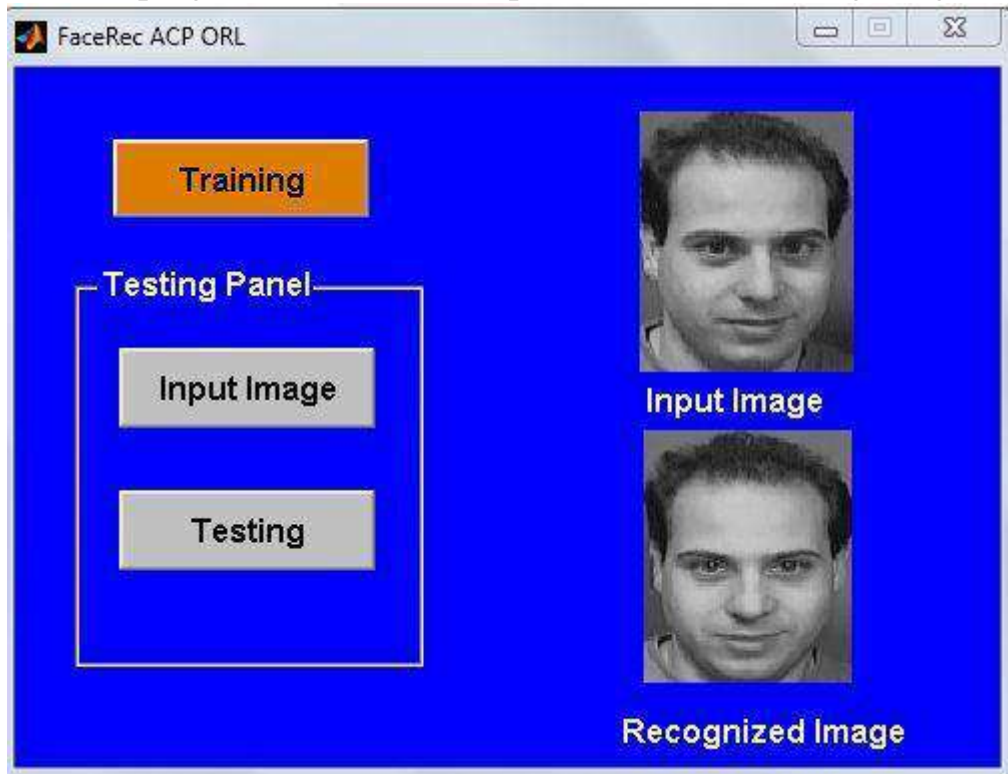 FaceRec ACP ORL
Training
Testing Panel
Input Image
Testing
Input Image
Recognized Image